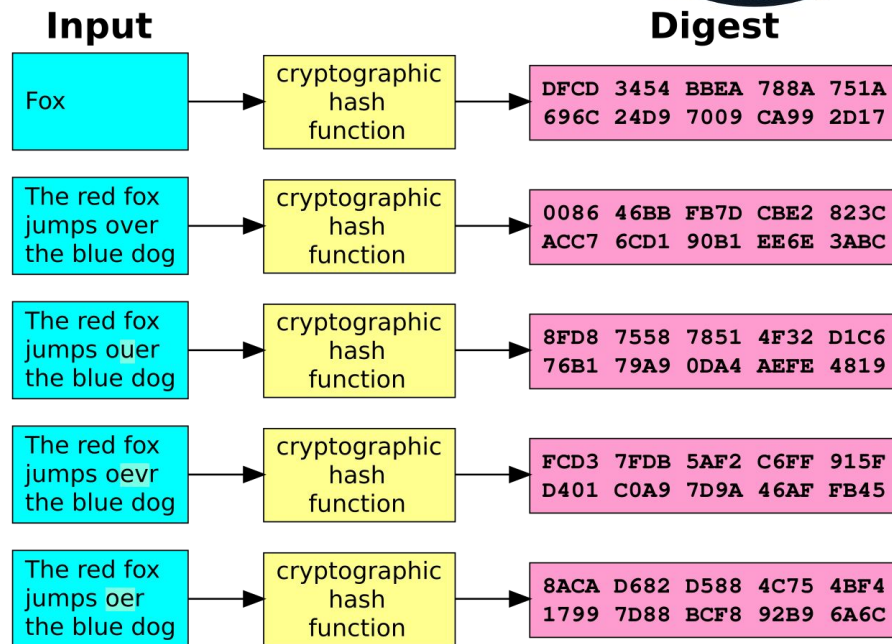 Input
Digest
Fox
cryptographic
hash
function
DFCD 3454 BBEA 788A 751A
696C 24D9 7009 CA99 2D17
The red fox
jumps over
the blue dog
cryptographic
hash
function
0086 46BB FB7D CBE2 823C
ACC7 6CD1 90B1 EE6E 3ABC
The red fox
jumps ouer
the blue dog
cryptographic
hash
function
8FD8 7558 7851 4F32 D1C6
76B1 79A9 0DA4 AEFE 4819
The red fox
jumps oevr
the blue dog
cryptographic
hash
function
FCD3 7FDB 5AF2 C6FF 915F
D401 C0A9 7D9A 46AF FB45
The red fox
jumps oer
the blue dog
cryptographic
hash
function
8ACA D682 D588 4C75 4BF4
1799 7D88 BCF8 92B9 6A6C